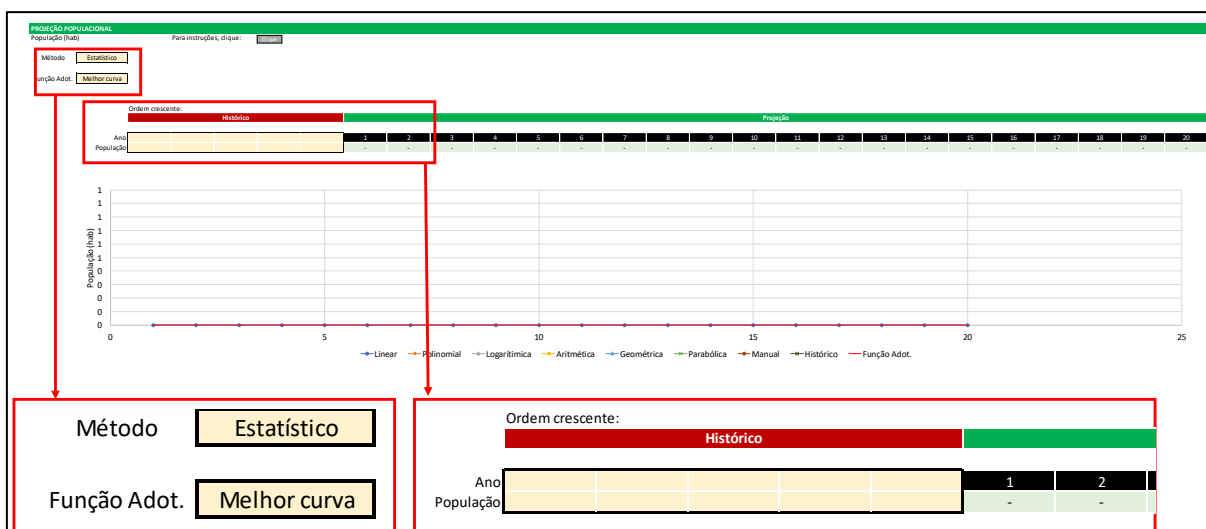 PROJEÇÃO POPULACIONAL
População (hab) Para instruções, clique: Clique
Método Estatístico
Função Adot. Melhor curva
Ordem crescente:
Histórico Projeção
Ano 1 2 3 4 5 6 7 8 9 10 11 12 13 14 15 16 17 18 19 20
População - - - - - - - - - - - - - - - - - - - -
População (hab)
1
1
1
1
1
1
0
0
0
0
0
0 5 10 15 20 25
Linear Polinomial Logarítimica Aritmética Geométrica Parabólica Manual Histórico Função Adot.
Método Estatístico
Função Adot. Melhor curva
Ordem crescente:
Histórico
Ano 1 2
População - -